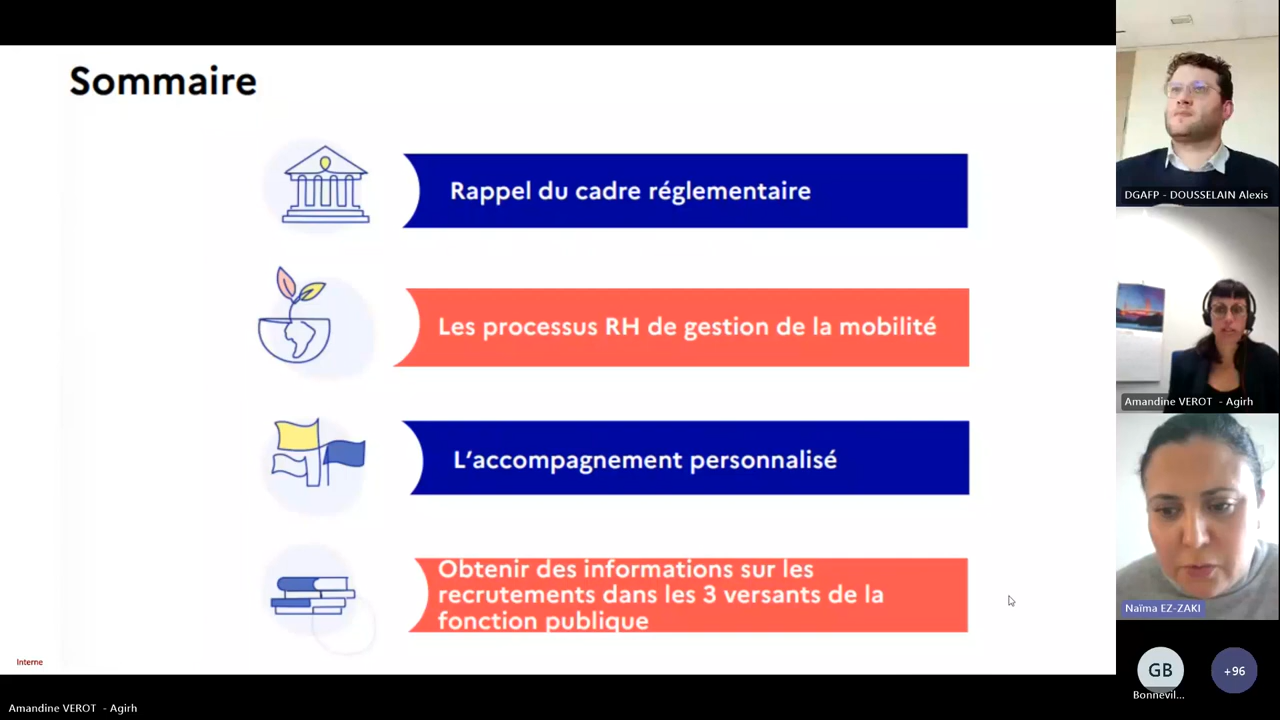 Sommaire
Rappel du cadre réglementaire
Les processus RH de gestion de la mobilité
L'accompagnement personnalisé
Obtenir des informations sur les
recrutements dans les 3 versants de la
fonction publique
Interne
Amandine VEROT - Agirh
DGAFP - DOUSSELAIN Alexis
Amandine VEROT - Agirh
Naïma EZ-ZAKI
GB
Bonnevil...
+96